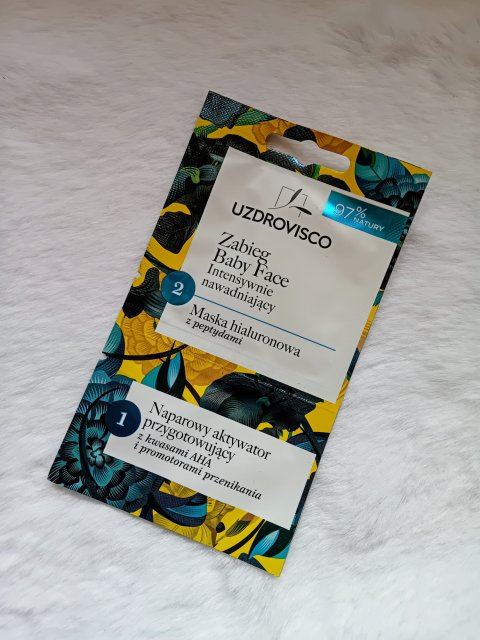 97%
NATURY
UZDROVISCO
Zabieg
Baby Face
Intensywnie
nawadniający
2
Maska hialuronowa
z peptydami
1
Naparowy aktywator
przygotowujący
z kwasami AHA
i promotorami przenikania